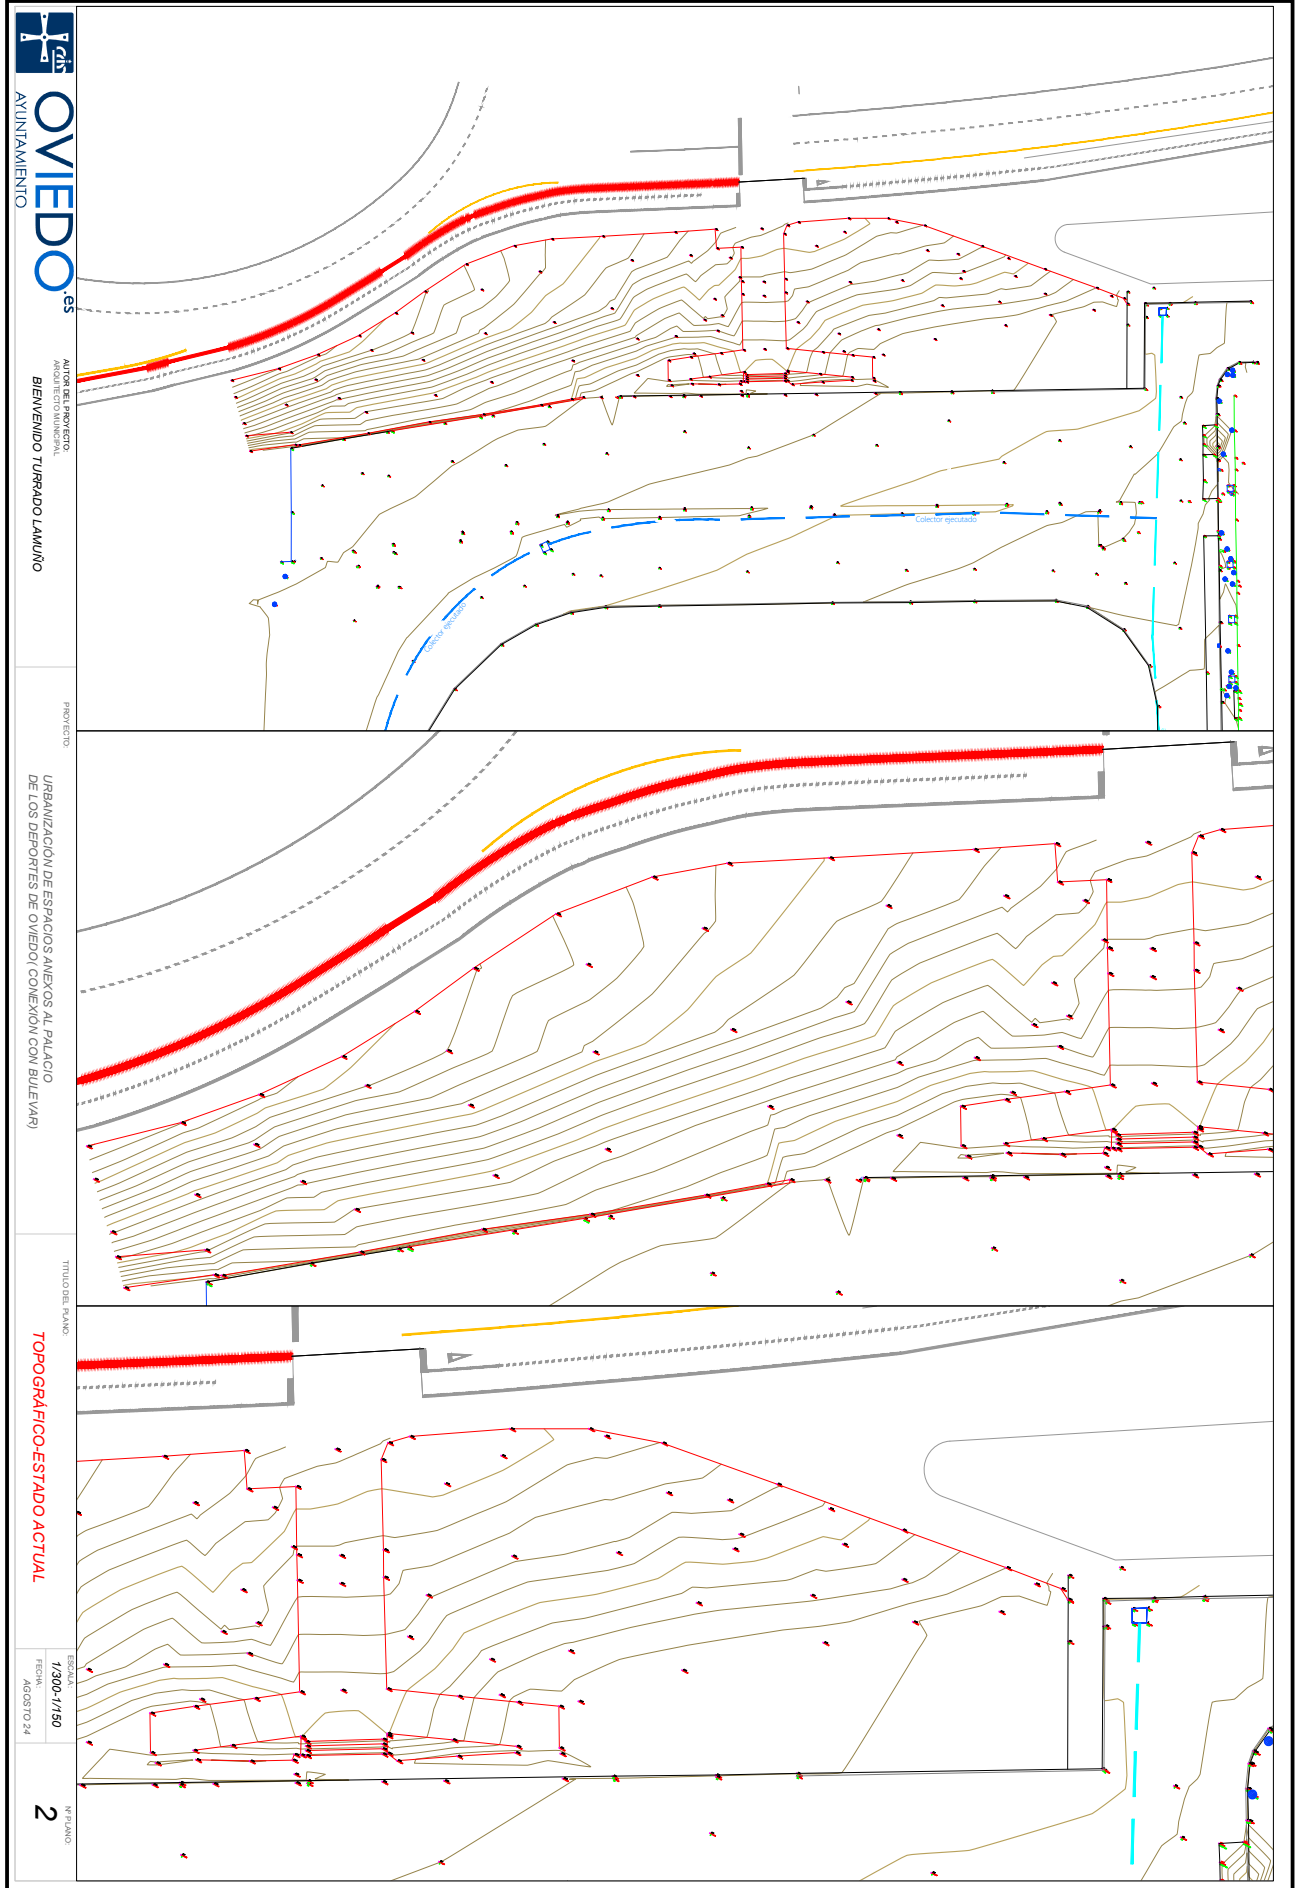 OVIEDO.es
AYUNTAMIENTO
AUTOR DEL PROYECTO:
ARQUITECTO MUNICIPAL
BIENVENIDO TURRADO LAMUÑO
PROYECTO:
URBANIZACIÓN DE ESPACIOS ANEXOS AL PALACIO
DE LOS DEPORTES DE OVIEDO( CONEXIÓN CON BULEVAR)
TITULO DEL PLANO:
TOPOGRÁFICO-ESTADO ACTUAL
ESCALA:
1/300-1/150
FECHA:
AGOSTO 24
Nº PLANO:
2
Colector ejecutado
Colector ejecutado